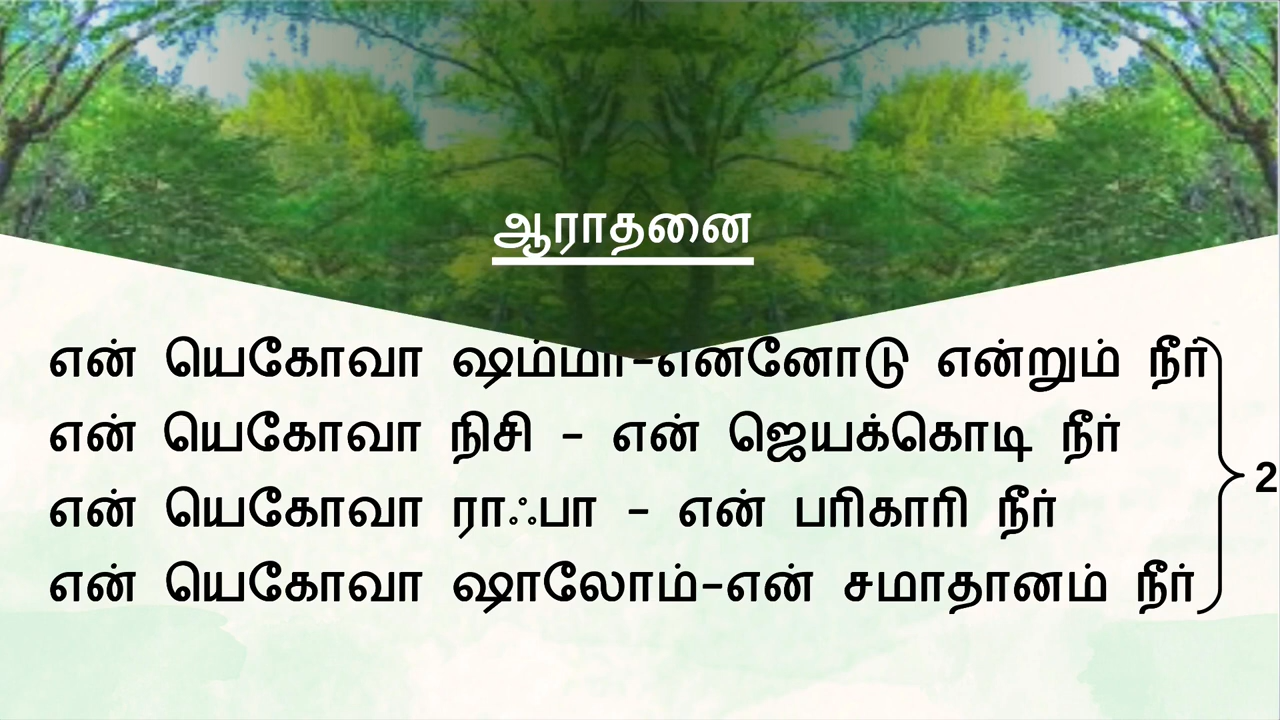 ஆராதனை
என் யெகோவா ஷம்மா-என்னோடு என்றும் நீர்
என் யெகோவா நிசி - என் ஜெயக்கொடி நீர்
என் யெகோவா ராஃபா - என் பரிகாரி நீர்
என் யெகோவா ஷாலோம்-என் சமாதானம் நீர்
2